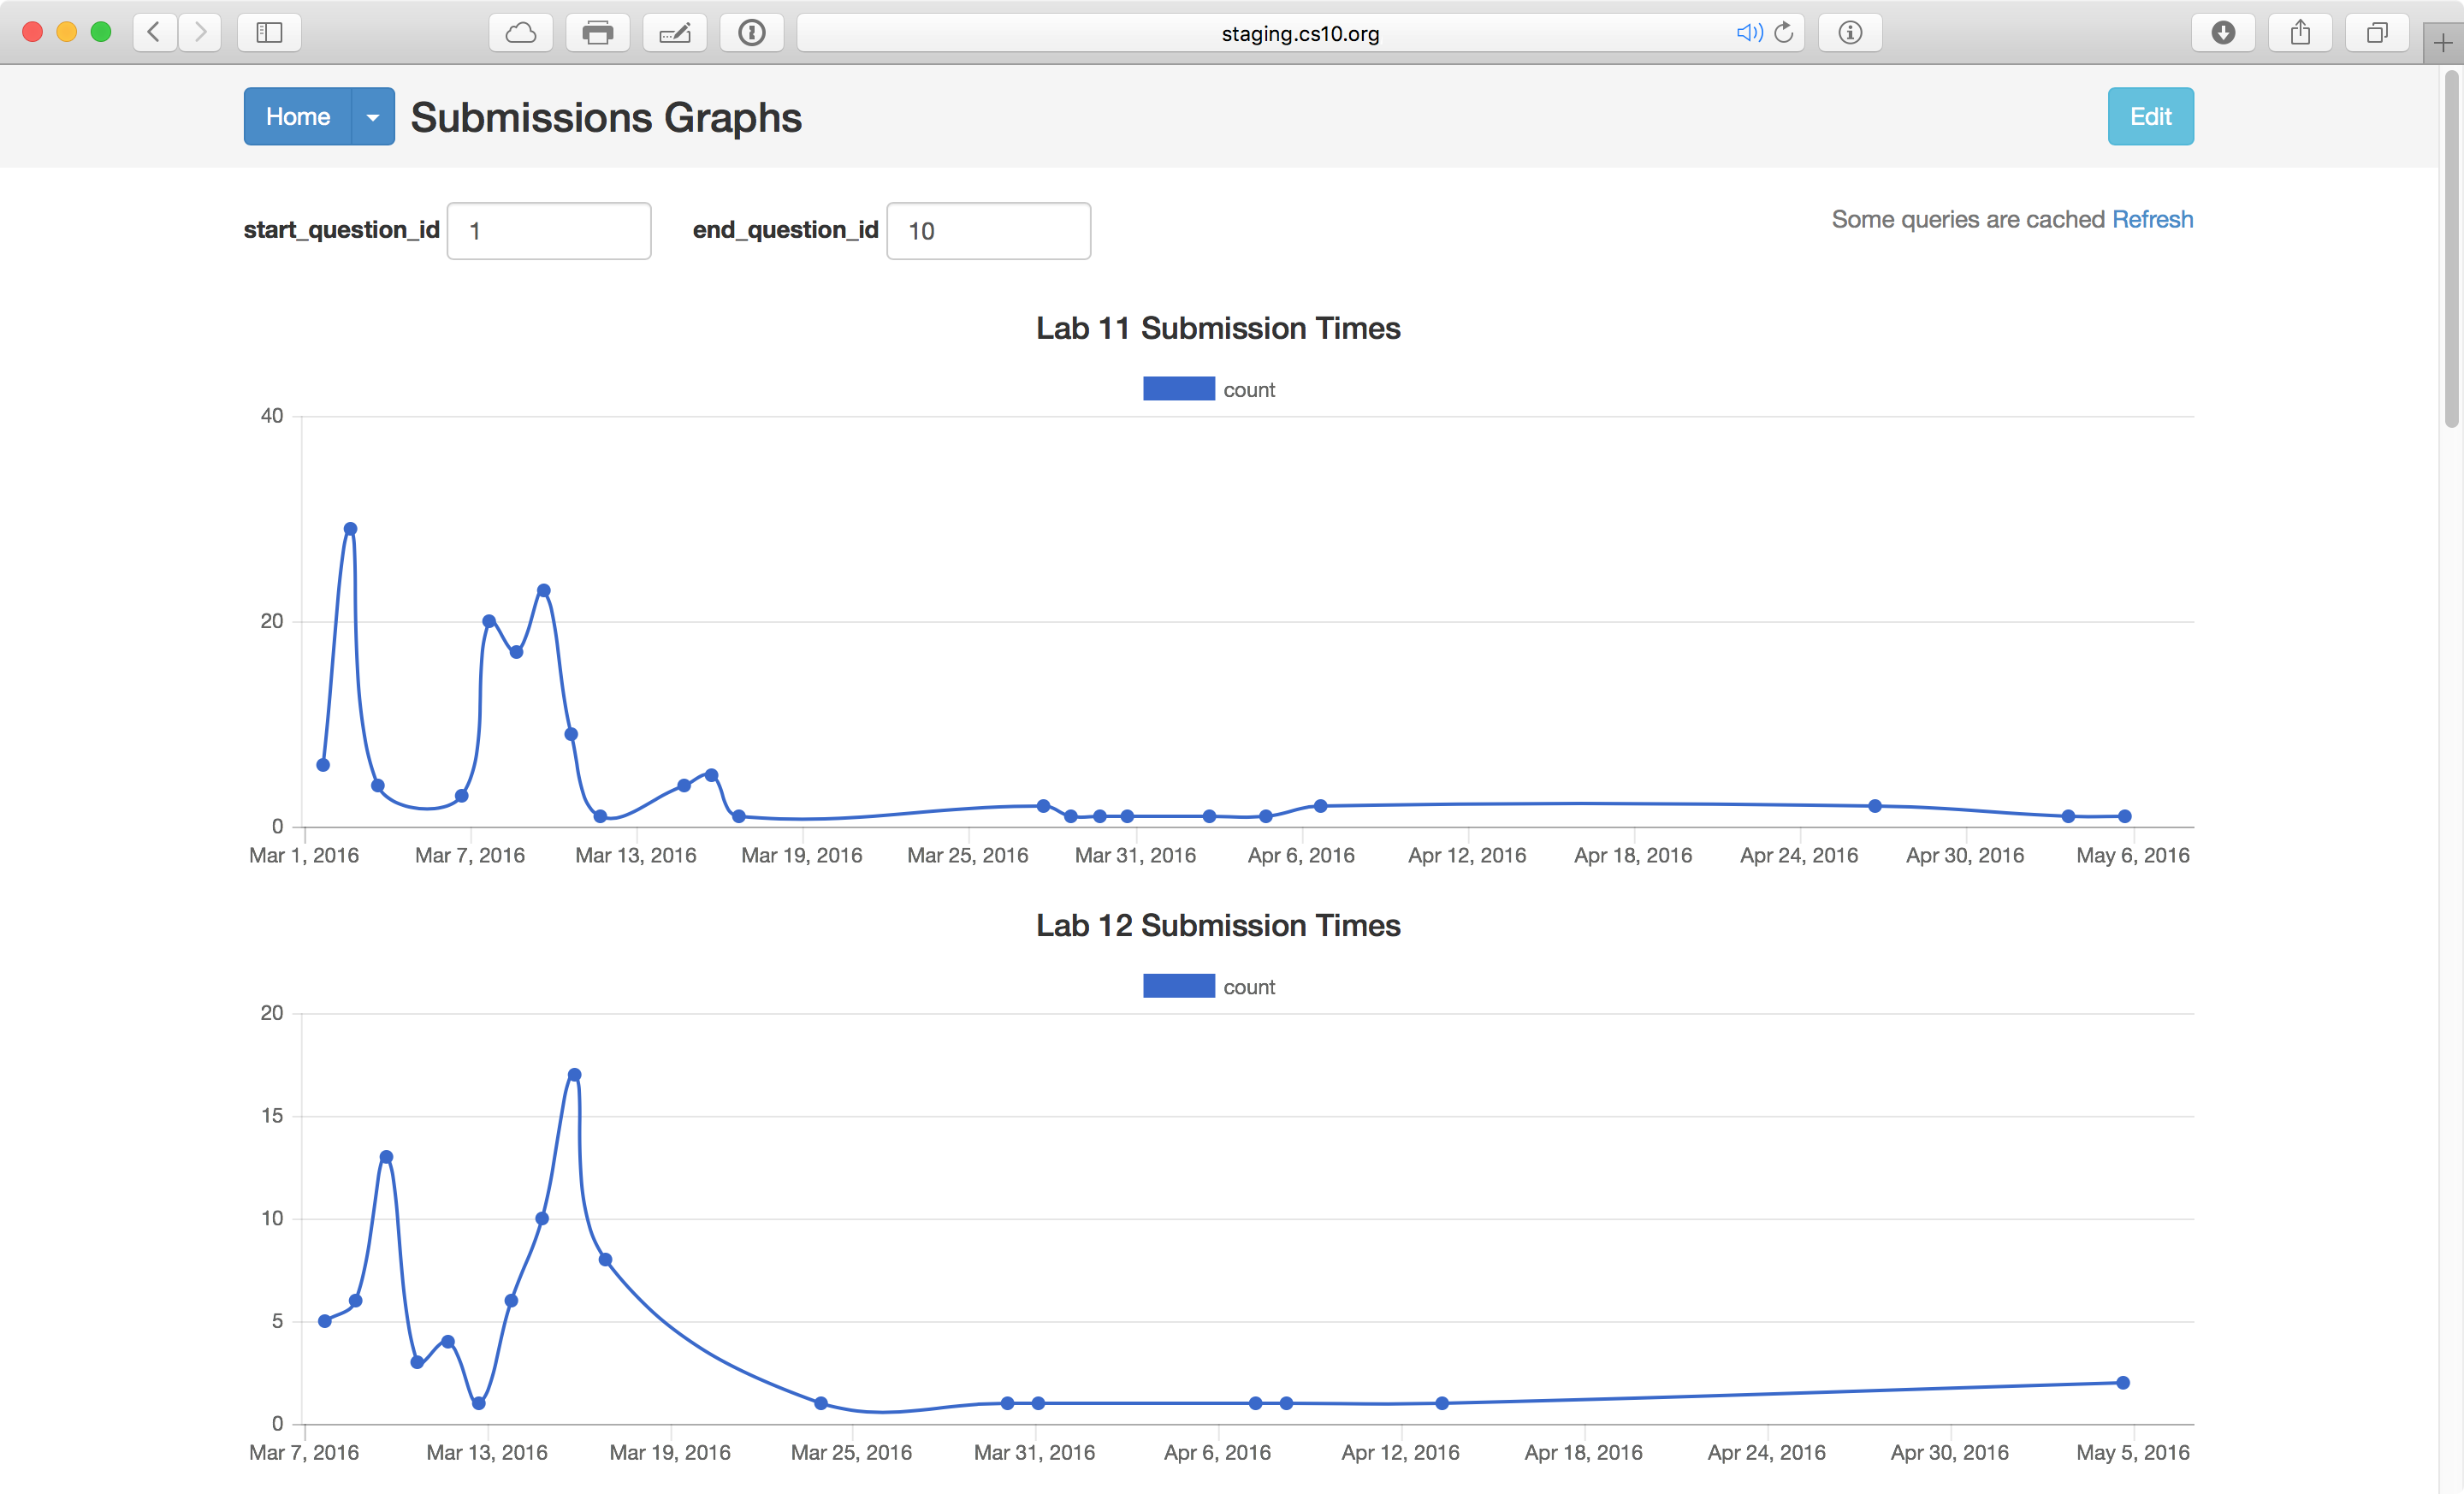 staging.cs10.org
Home Submissions Graphs Edit
start_question_id 1 end_question_id 10 Some queries are cached Refresh
Lab 11 Submission Times
count
40
20
0
Mar 1, 2016 Mar 7, 2016 Mar 13, 2016 Mar 19, 2016 Mar 25, 2016 Mar 31, 2016 Apr 6, 2016 Apr 12, 2016 Apr 18, 2016 Apr 24, 2016 Apr 30, 2016 May 6, 2016
Lab 12 Submission Times
count
20
15
10
5
0
Mar 7, 2016 Mar 13, 2016 Mar 19, 2016 Mar 25, 2016 Mar 31, 2016 Apr 6, 2016 Apr 12, 2016 Apr 18, 2016 Apr 24, 2016 Apr 30, 2016 May 5, 2016